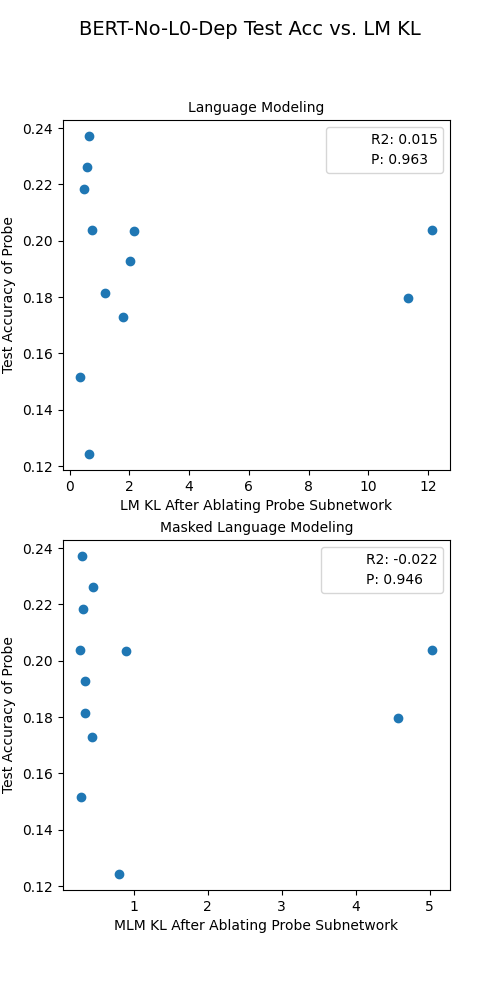 BERT-No-L0-Dep Test Acc vs. LM KL
Language Modeling
R2: 0.015
P: 0.963
0.24
0.22
0.20
0.18
0.16
0.14
0.12
Test Accuracy of Probe
0 2 4 6 8 10 12
LM KL After Ablating Probe Subnetwork
Masked Language Modeling
R2: -0.022
P: 0.946
0.24
0.22
0.20
0.18
0.16
0.14
0.12
Test Accuracy of Probe
1 2 3 4 5
MLM KL After Ablating Probe Subnetwork